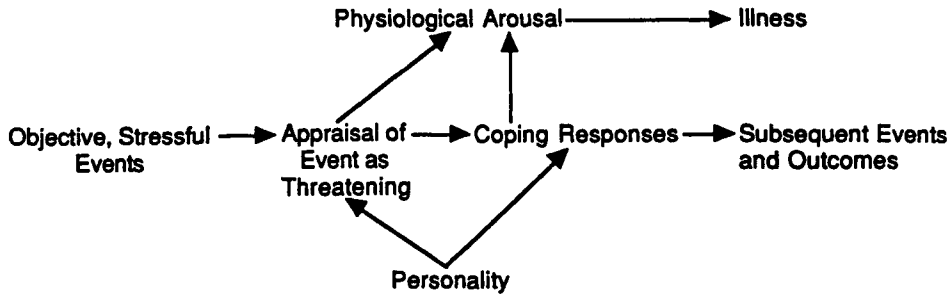 Physiological Arousal
Illness
Objective, Stressful
Events
Appraisal of
Event as
Threatening
Coping Responses
Subsequent Events
and Outcomes
Personality